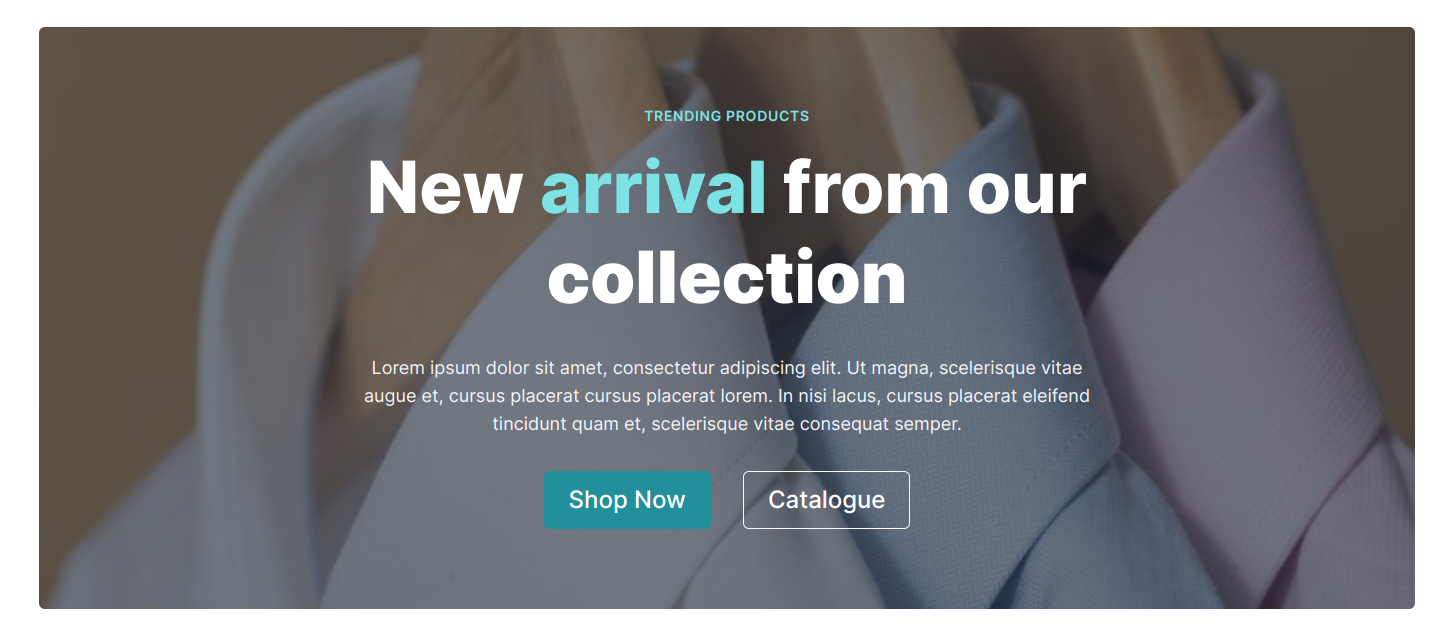 TRENDING PRODUCTS
New arrival from our
collection
Lorem ipsum dolor sit amet, consectetur adipiscing elit. Ut magna, scelerisque vitae
augue et, cursus placerat cursus placerat lorem. In nisi lacus, cursus placerat eleifend
tincidunt quam et, scelerisque vitae consequat semper.
Shop Now
Catalogue